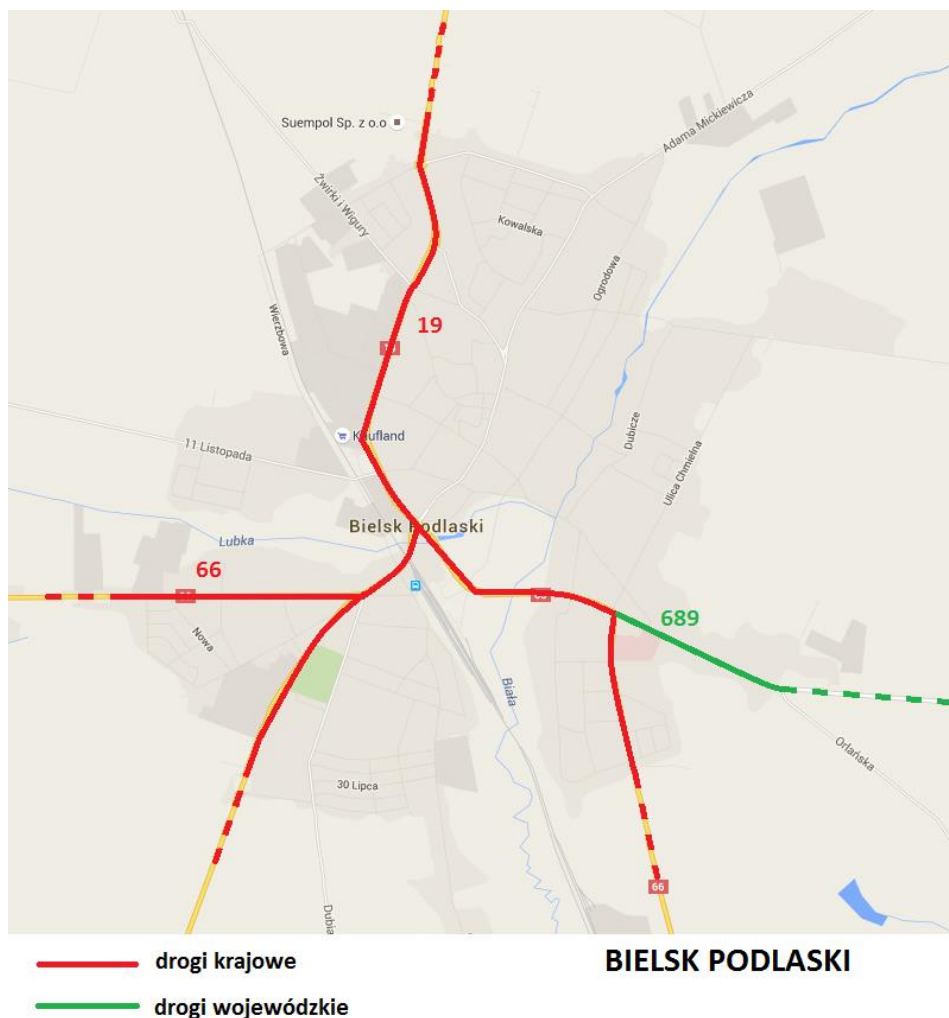 Suempol Sp. z o.o
Adama Mickiewicza
Żwirki i Wigury
Kowalska
Ogrodowa
Wierzbowa
19
Kaufland
11 Listopada
Dubicze
Ulica Chmielna
Bielsk Podlaski
Lubka
66
689
Nowa
Biała
Orlańska
30 Lipca
66
drogi krajowe
BIELSK PODLASKI
drogi wojewódzkie